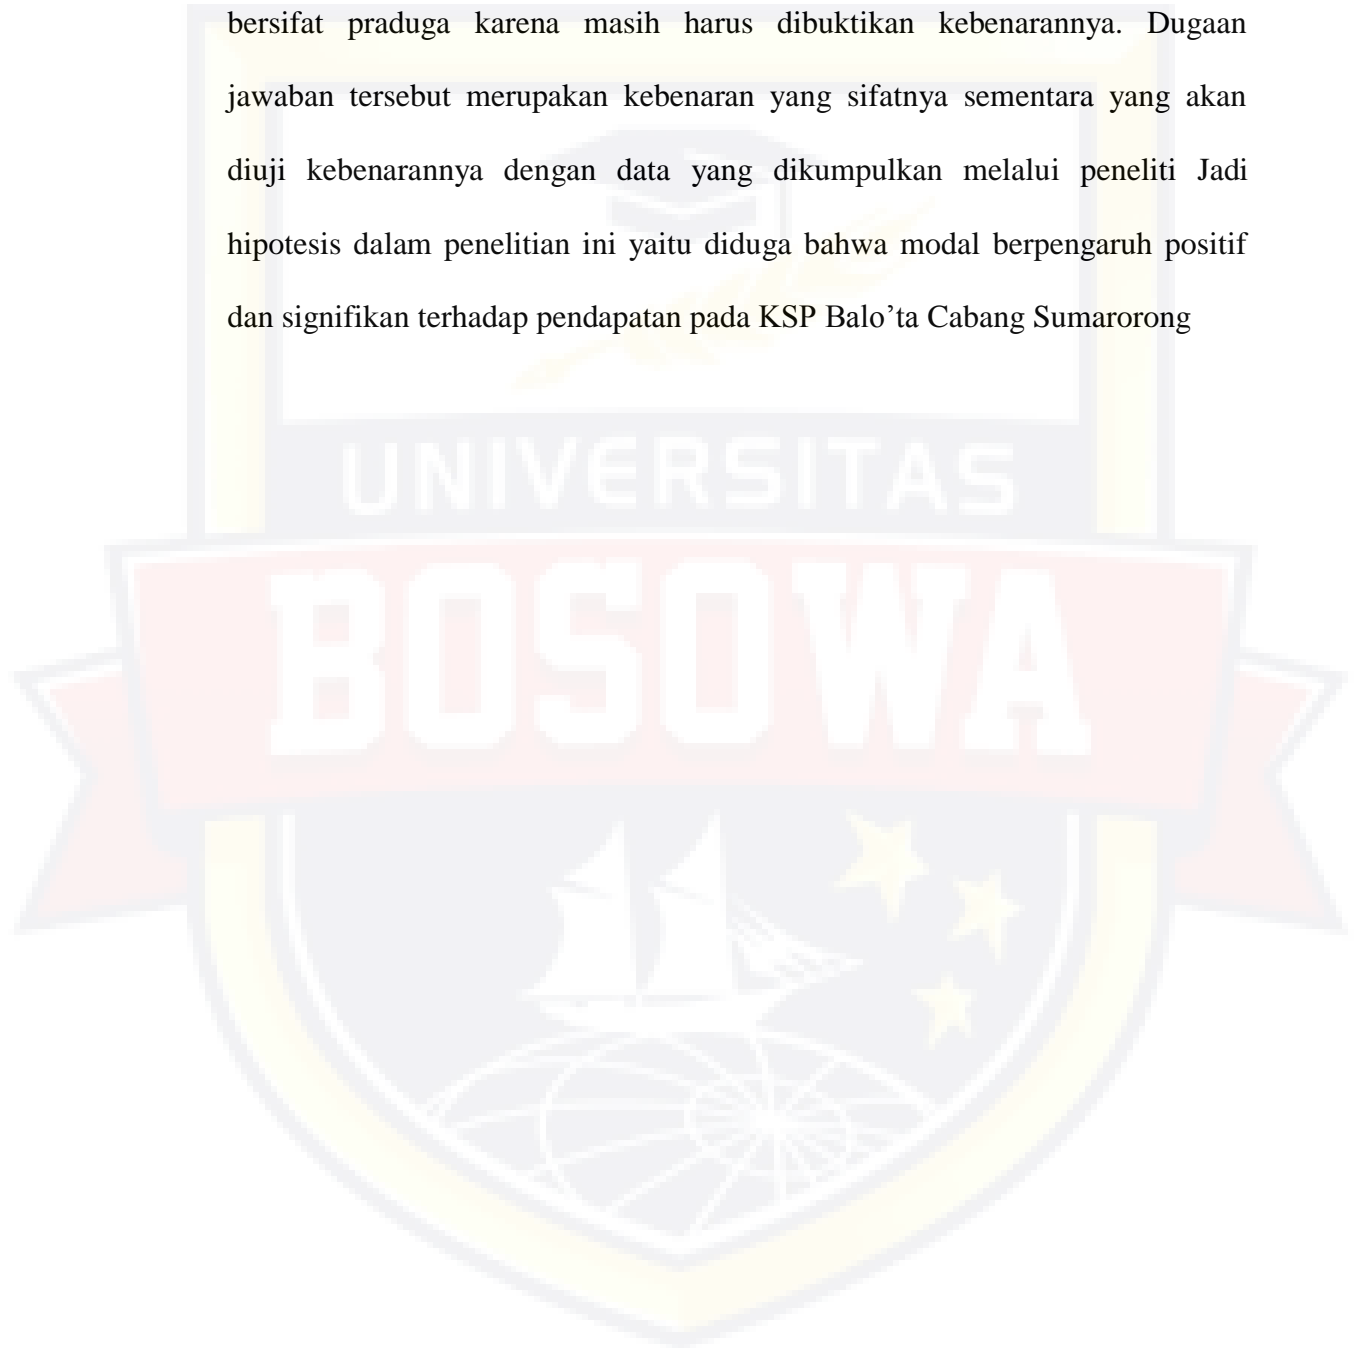 bersifat praduga karena masih harus dibuktikan kebenarannya. Dugaan
jawaban tersebut merupakan kebenaran yang sifatnya sementara yang akan
diuji kebenarannya dengan data yang dikumpulkan melalui peneliti Jadi
hipotesis dalam penelitian ini yaitu diduga bahwa modal berpengaruh positif
dan signifikan terhadap pendapatan pada KSP Balo’ta Cabang Sumarorong
UNIVERSITAS
BOSOWA